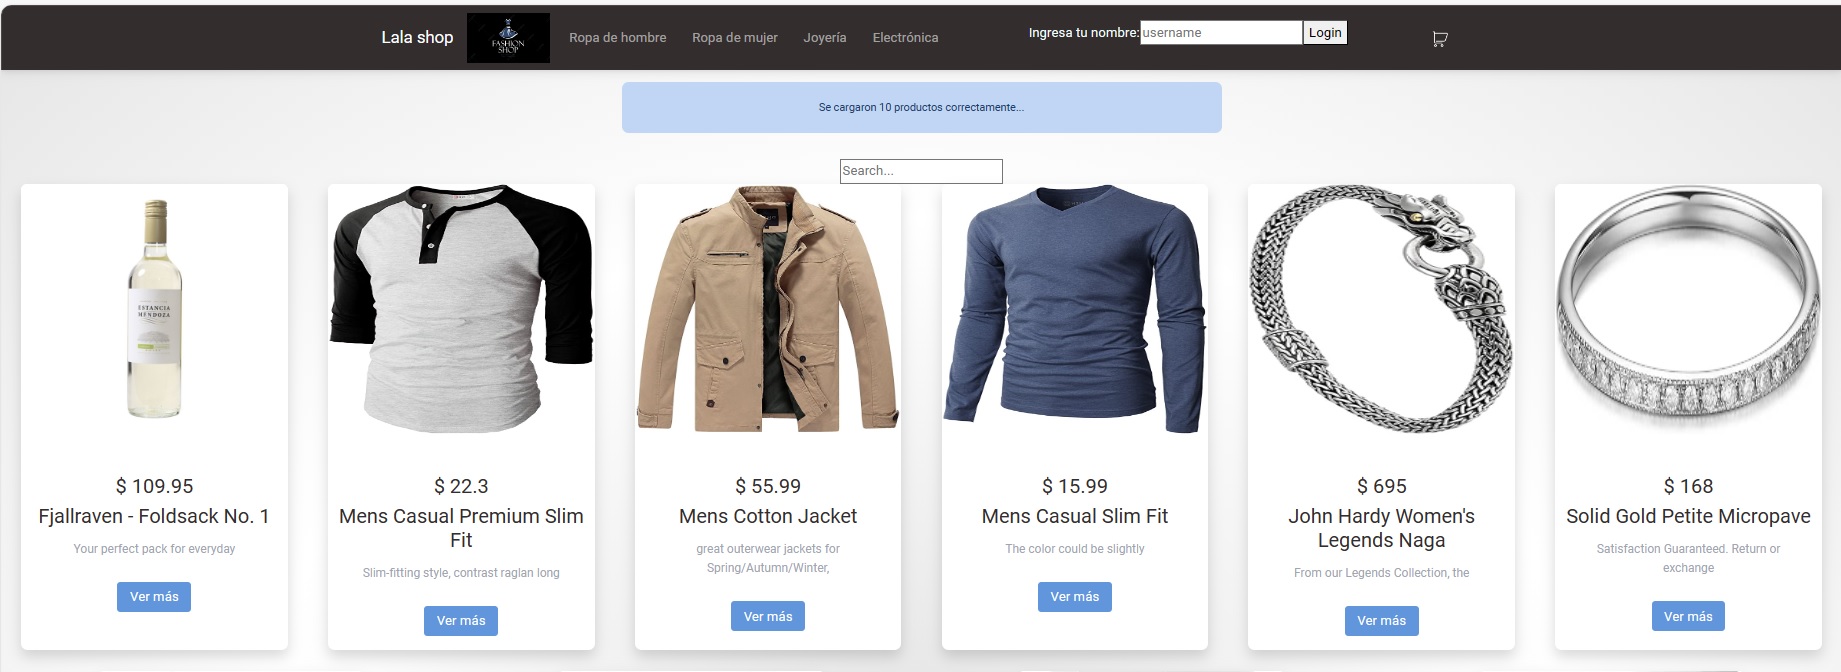 Lala shop
FASHION
SHOP
Ropa de hombre
Ropa de mujer
Joyería
Electrónica
Ingresa tu nombre:
username
Login
Se cargaron 10 productos correctamente...
Search...
ESTANCIA
MENDOZA
$ 109.95
Fjallraven - Foldsack No. 1
Your perfect pack for everyday
Ver más
$ 22.3
Mens Casual Premium Slim
Fit
Slim-fitting style, contrast raglan long
Ver más
$ 55.99
Mens Cotton Jacket
great outerwear jackets for
Spring/Autumn/Winter,
Ver más
$ 15.99
Mens Casual Slim Fit
The color could be slightly
Ver más
$ 695
John Hardy Women's
Legends Naga
From our Legends Collection, the
Ver más
$ 168
Solid Gold Petite Micropave
Satisfaction Guaranteed. Return or
exchange
Ver más